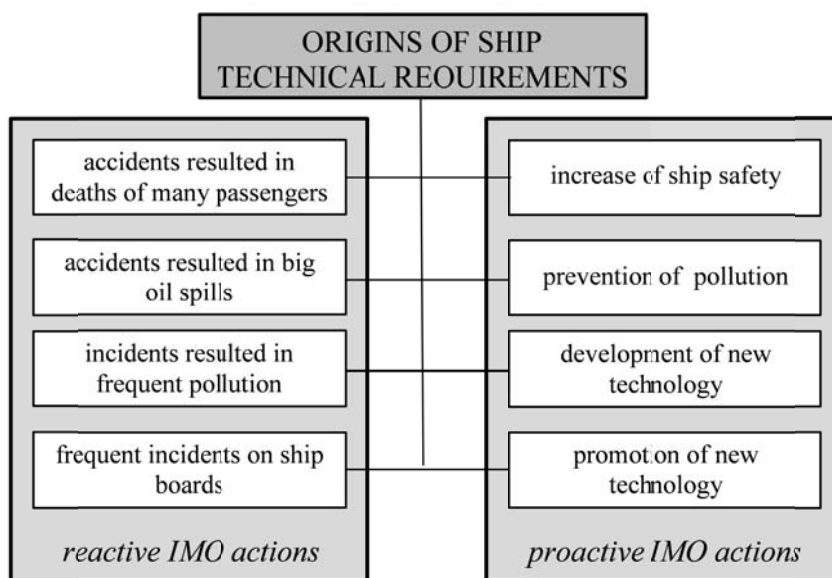 ORIGINS OF SHIP
TECHNICAL REQUIREMENTS
accidents resulted in
deaths of many passengers
accidents resulted in big
oil spills
incidents resulted in
frequent pollution
frequent incidents on ship
boards
reactive IMO actions
increase of ship safety
prevention of pollution
development of new
technology
promotion of new
technology
proactive IMO actions